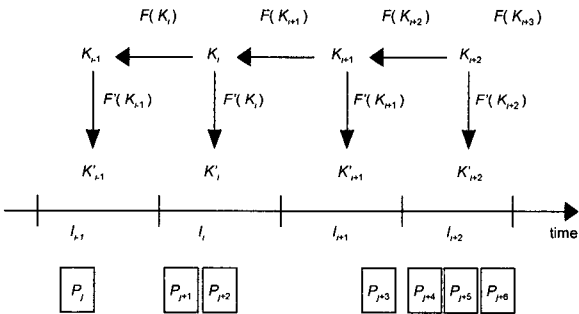 F(K_i) F(K_{i+1}) F(K_{i+2}) F(K_{i+3})
K_{i-1} K_i K_{i+1} K_{i+2}
F'(K_{i-1}) F'(K_i) F'(K_{i+1}) F'(K_{i+2})
K'_{i-1} K'_i K'_{i+1} K'_{i+2}
I_{i-1} I_i I_{i+1} I_{i+2} time
P_j P_{j+1} P_{j+2} P_{j+3} P_{j+4} P_{j+5} P_{j+6}